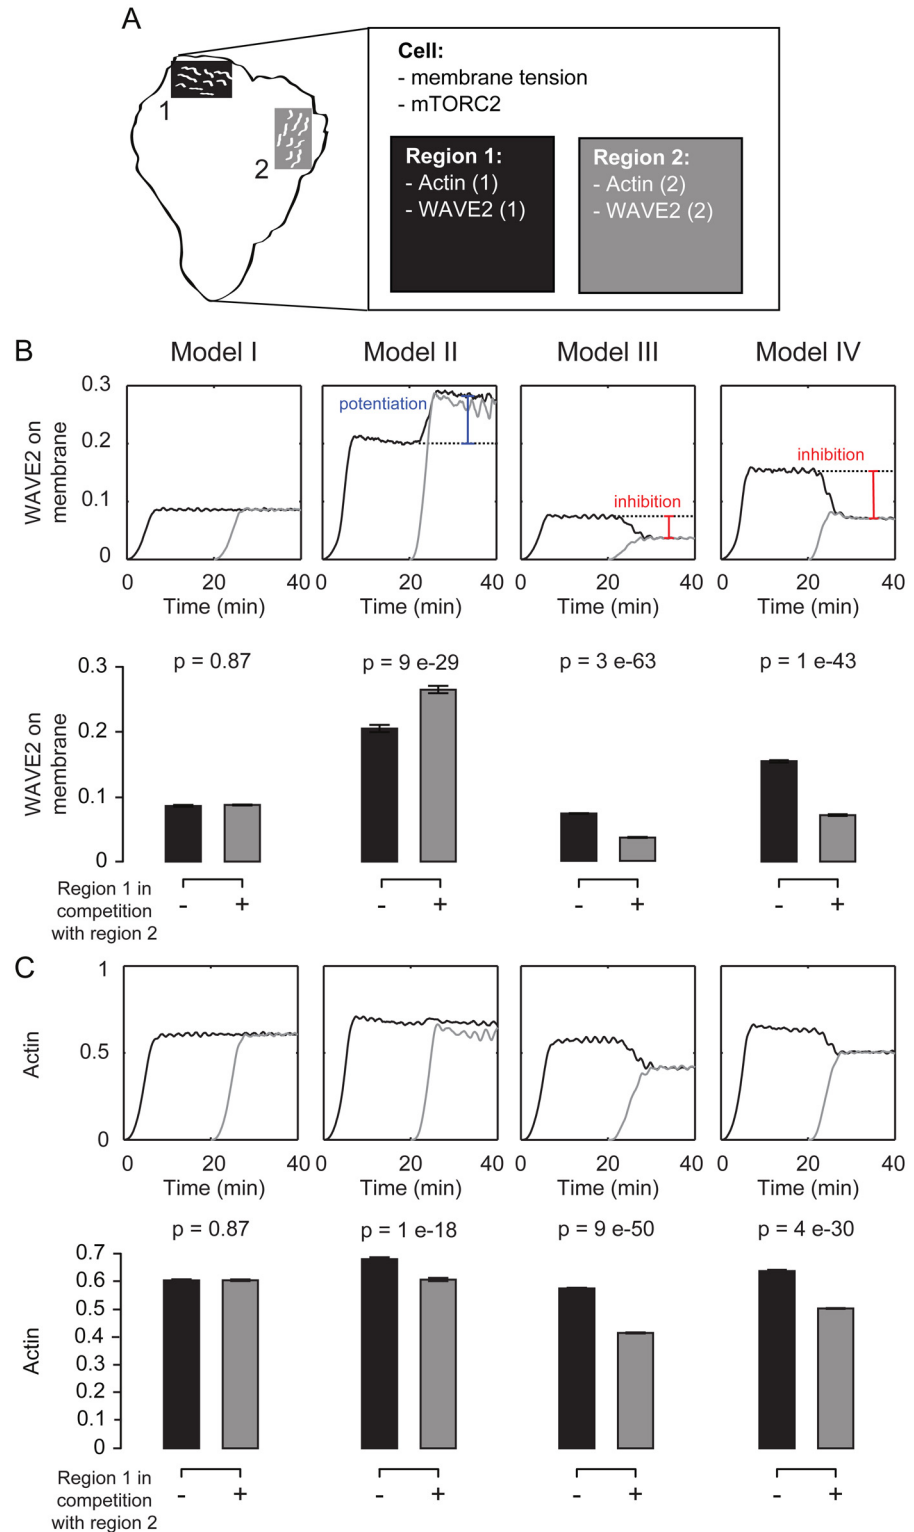 A
1
2
Cell:
- membrane tension
- mTORC2
Region 1:
- Actin (1)
- WAVE2 (1)
Region 2:
- Actin (2)
- WAVE2 (2)
B
Model I
Model II
Model III
Model IV
WAVE2 on
membrane
0.3
0.2
0.1
0
potentiation
inhibition
inhibition
0 20 40
0 20 40
0 20 40
0 20 40
Time (min)
Time (min)
Time (min)
Time (min)
WAVE2 on
membrane
0.3
0.2
0.1
0
p = 0.87
p = 9 e-29
p = 3 e-63
p = 1 e-43
Region 1 in
competition
with region 2
- +
- +
- +
- +
C
Actin
1
0.5
0
0 20 40
0 20 40
0 20 40
0 20 40
Time (min)
Time (min)
Time (min)
Time (min)
Actin
0.7
0.6
0.5
0.4
0.3
0.2
0.1
0
p = 0.87
p = 1 e-18
p = 9 e-50
p = 4 e-30
Region 1 in
competition
with region 2
- +
- +
- +
- +